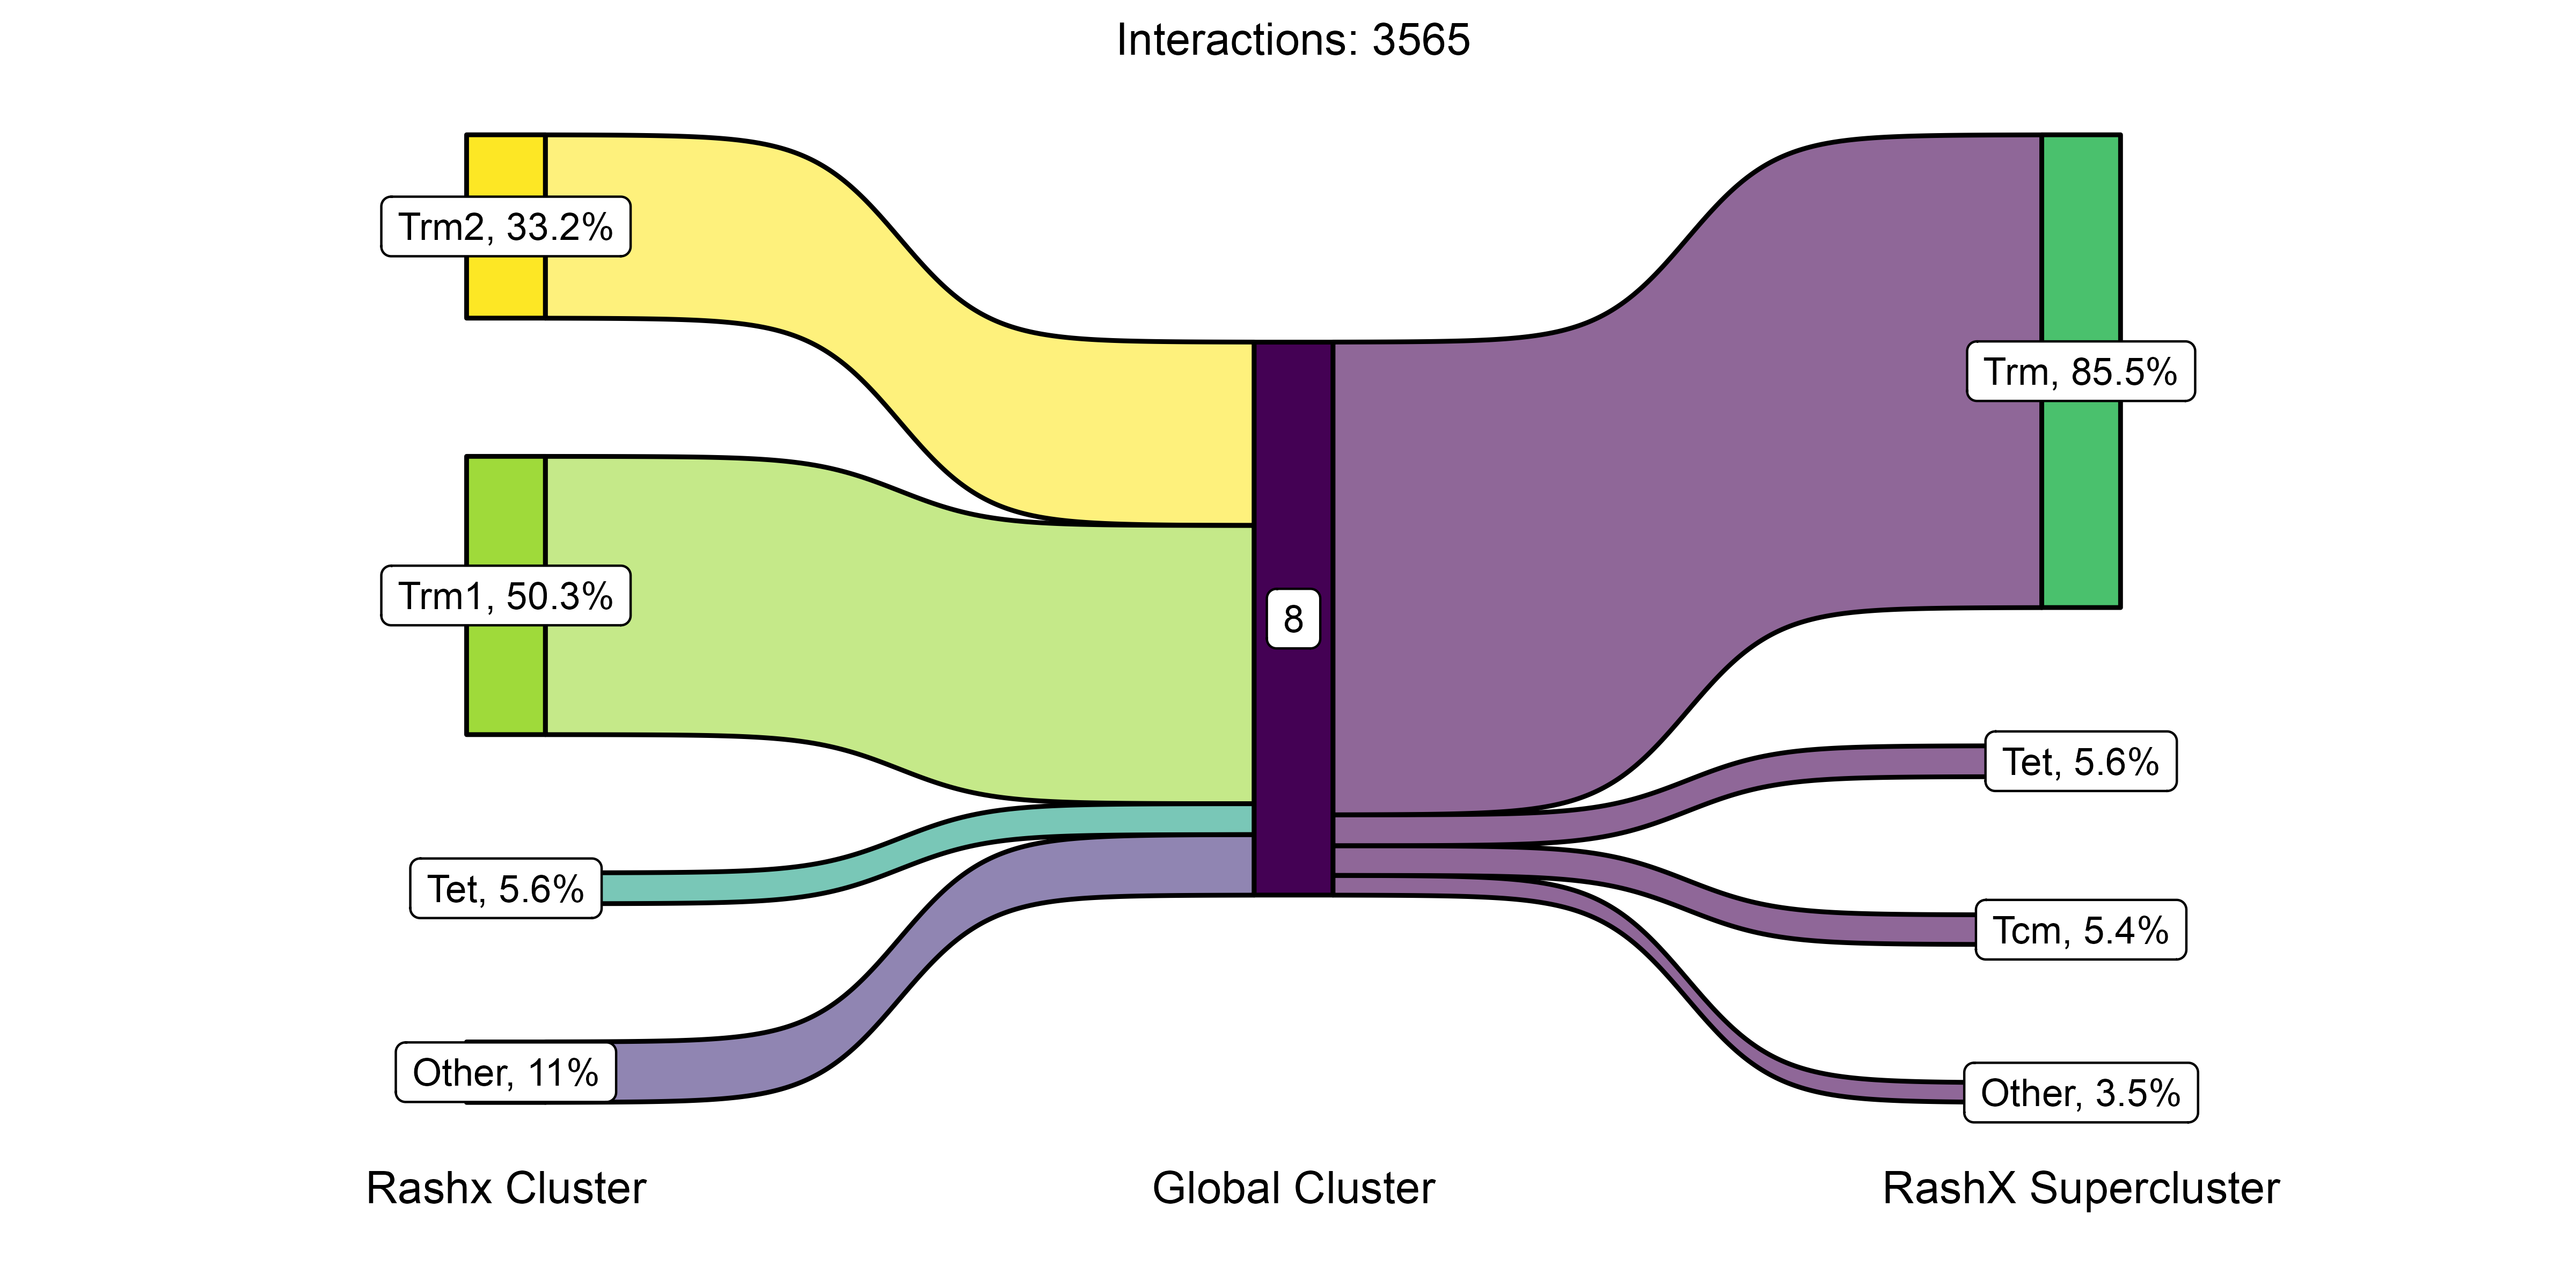 Interactions: 3565
Trm2, 33.2%
Trm1, 50.3%
Tet, 5.6%
Other, 11%
8
Trm, 85.5%
Tet, 5.6%
Tcm, 5.4%
Other, 3.5%
Rashx Cluster
Global Cluster
RashX Supercluster